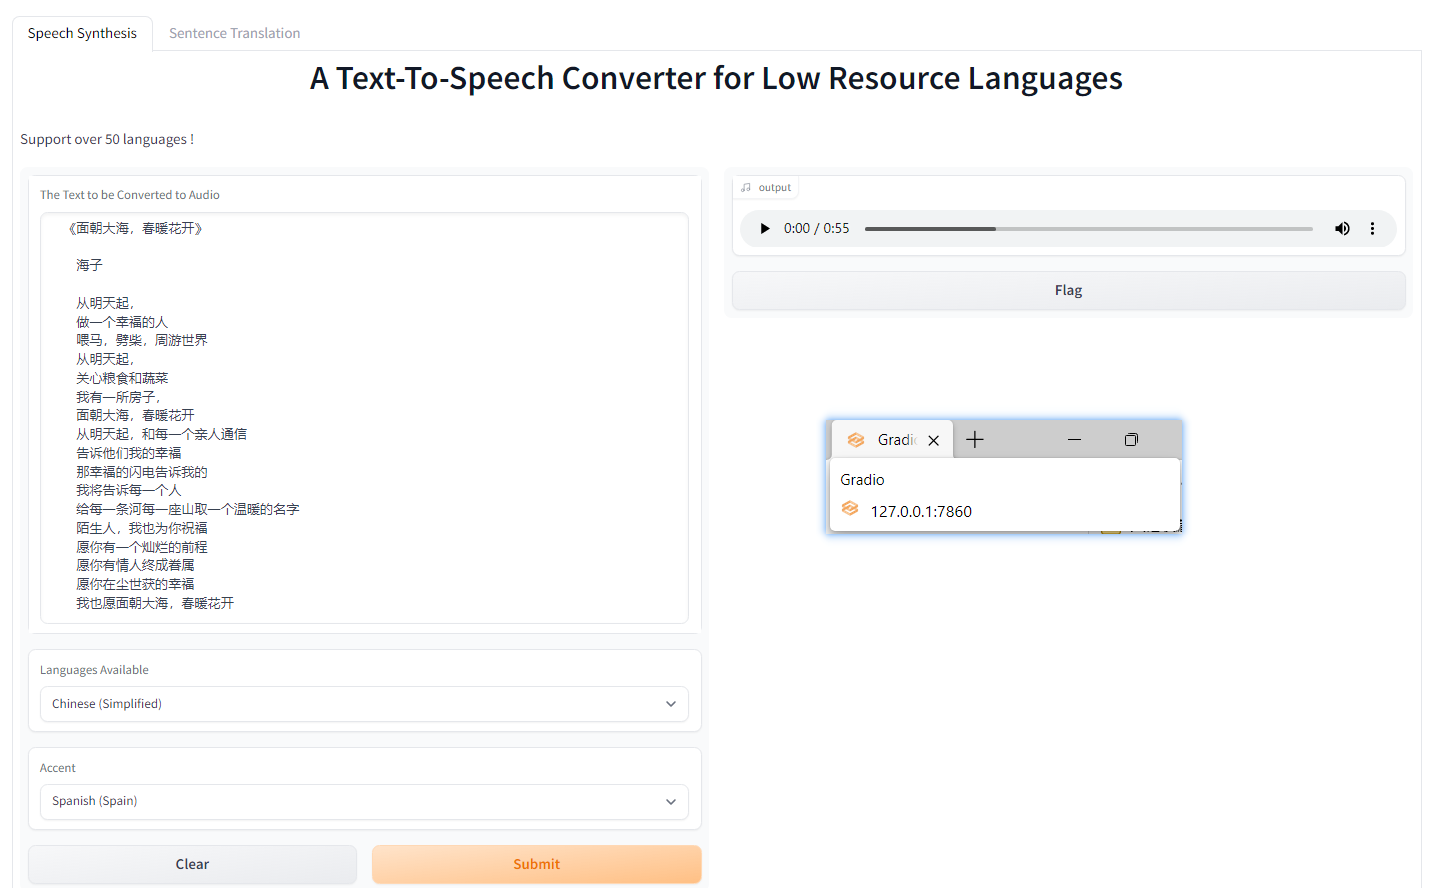 Speech Synthesis
Sentence Translation
A Text-To-Speech Converter for Low Resource Languages
Support over 50 languages !
The Text to be Converted to Audio
《面朝大海，春暖花开》
海子
从明天起，
做一个幸福的人
喂马，劈柴，周游世界
从明天起，
关心粮食和蔬菜
我有一所房子，
面朝大海，春暖花开
从明天起，和每一个亲人通信
告诉他们我的幸福
那幸福的闪电告诉我的
我将告诉每一个人
给每一条河每一座山取一个温暖的名字
陌生人，我也为你祝福
愿你有一个灿烂的前程
愿你有情人终成眷属
愿你在尘世获的幸福
我也愿面朝大海，春暖花开
Languages Available
Chinese (Simplified)
Accent
Spanish (Spain)
Clear
Submit
output
0:00 / 0:55
Flag
Gradio
Gradio
127.0.0.1:7860